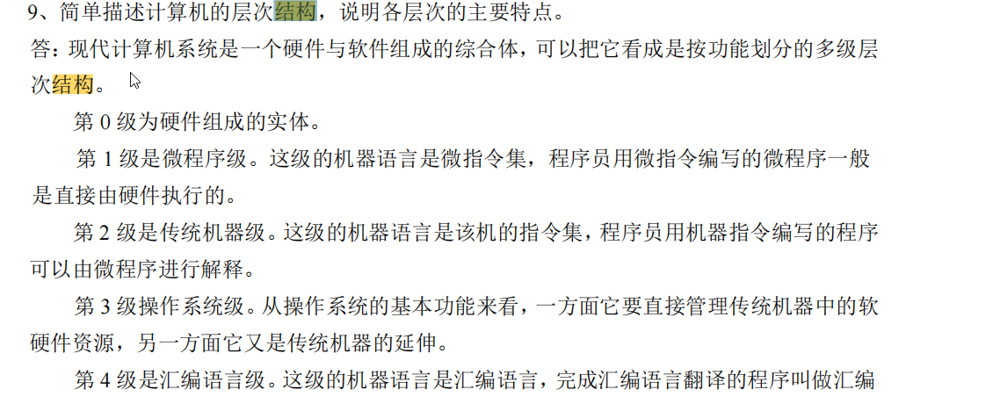 9、简单描述计算机的层次结构，说明各层次的主要特点。
答：现代计算机系统是一个硬件与软件组成的综合体，可以把它看成是按功能划分的多级层
次结构。
第 0 级为硬件组成的实体。
第 1 级是微程序级。这级的机器语言是微指令集，程序员用微指令编写的微程序一般
是直接由硬件执行的。
第 2 级是传统机器级。这级的机器语言是该机的指令集，程序员用机器指令编写的程序
可以由微程序进行解释。
第 3 级操作系统级。从操作系统的基本功能来看，一方面它要直接管理传统机器中的软
硬件资源，另一方面它又是传统机器的延伸。
第 4 级是汇编语言级。这级的机器语言是汇编语言，完成汇编语言翻译的程序叫做汇编